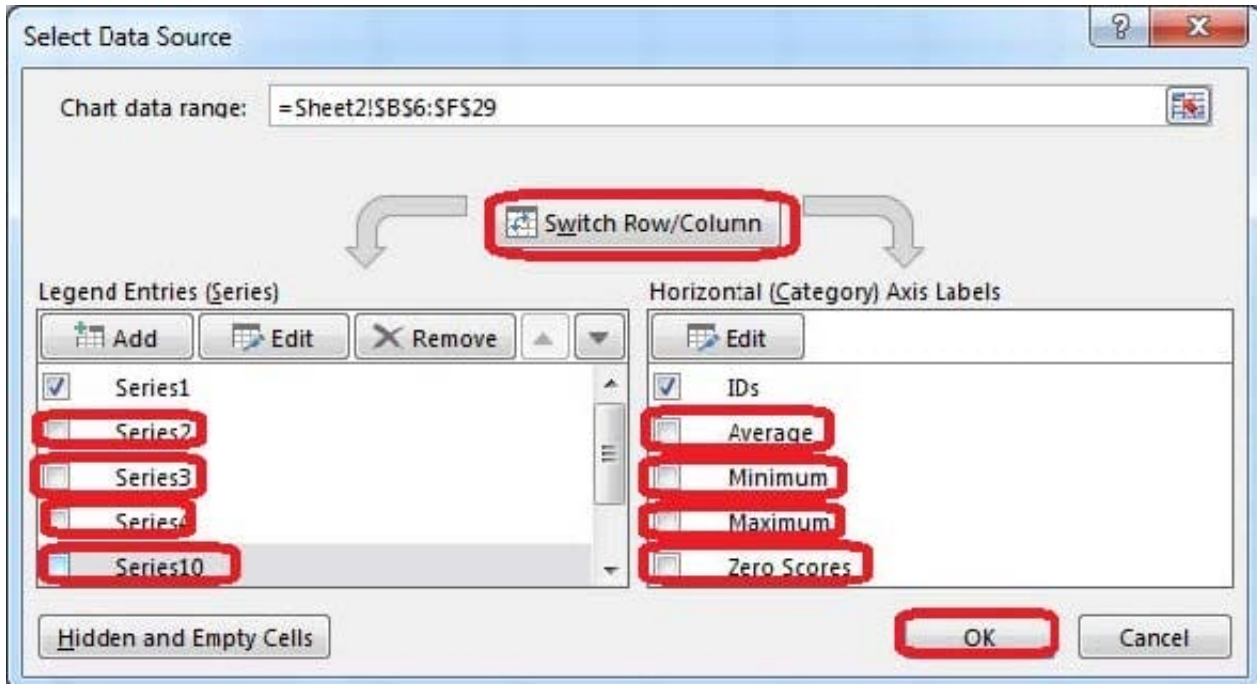 Select Data Source
Chart data range: =Sheet2!$B$6:$F$29
Switch Row/Column
Legend Entries (Series)
Add Edit Remove
Series1
Series2
Series3
Series4
Series10
Horizontal (Category) Axis Labels
Edit
IDs
Average
Minimum
Maximum
Zero Scores
Hidden and Empty Cells
OK Cancel